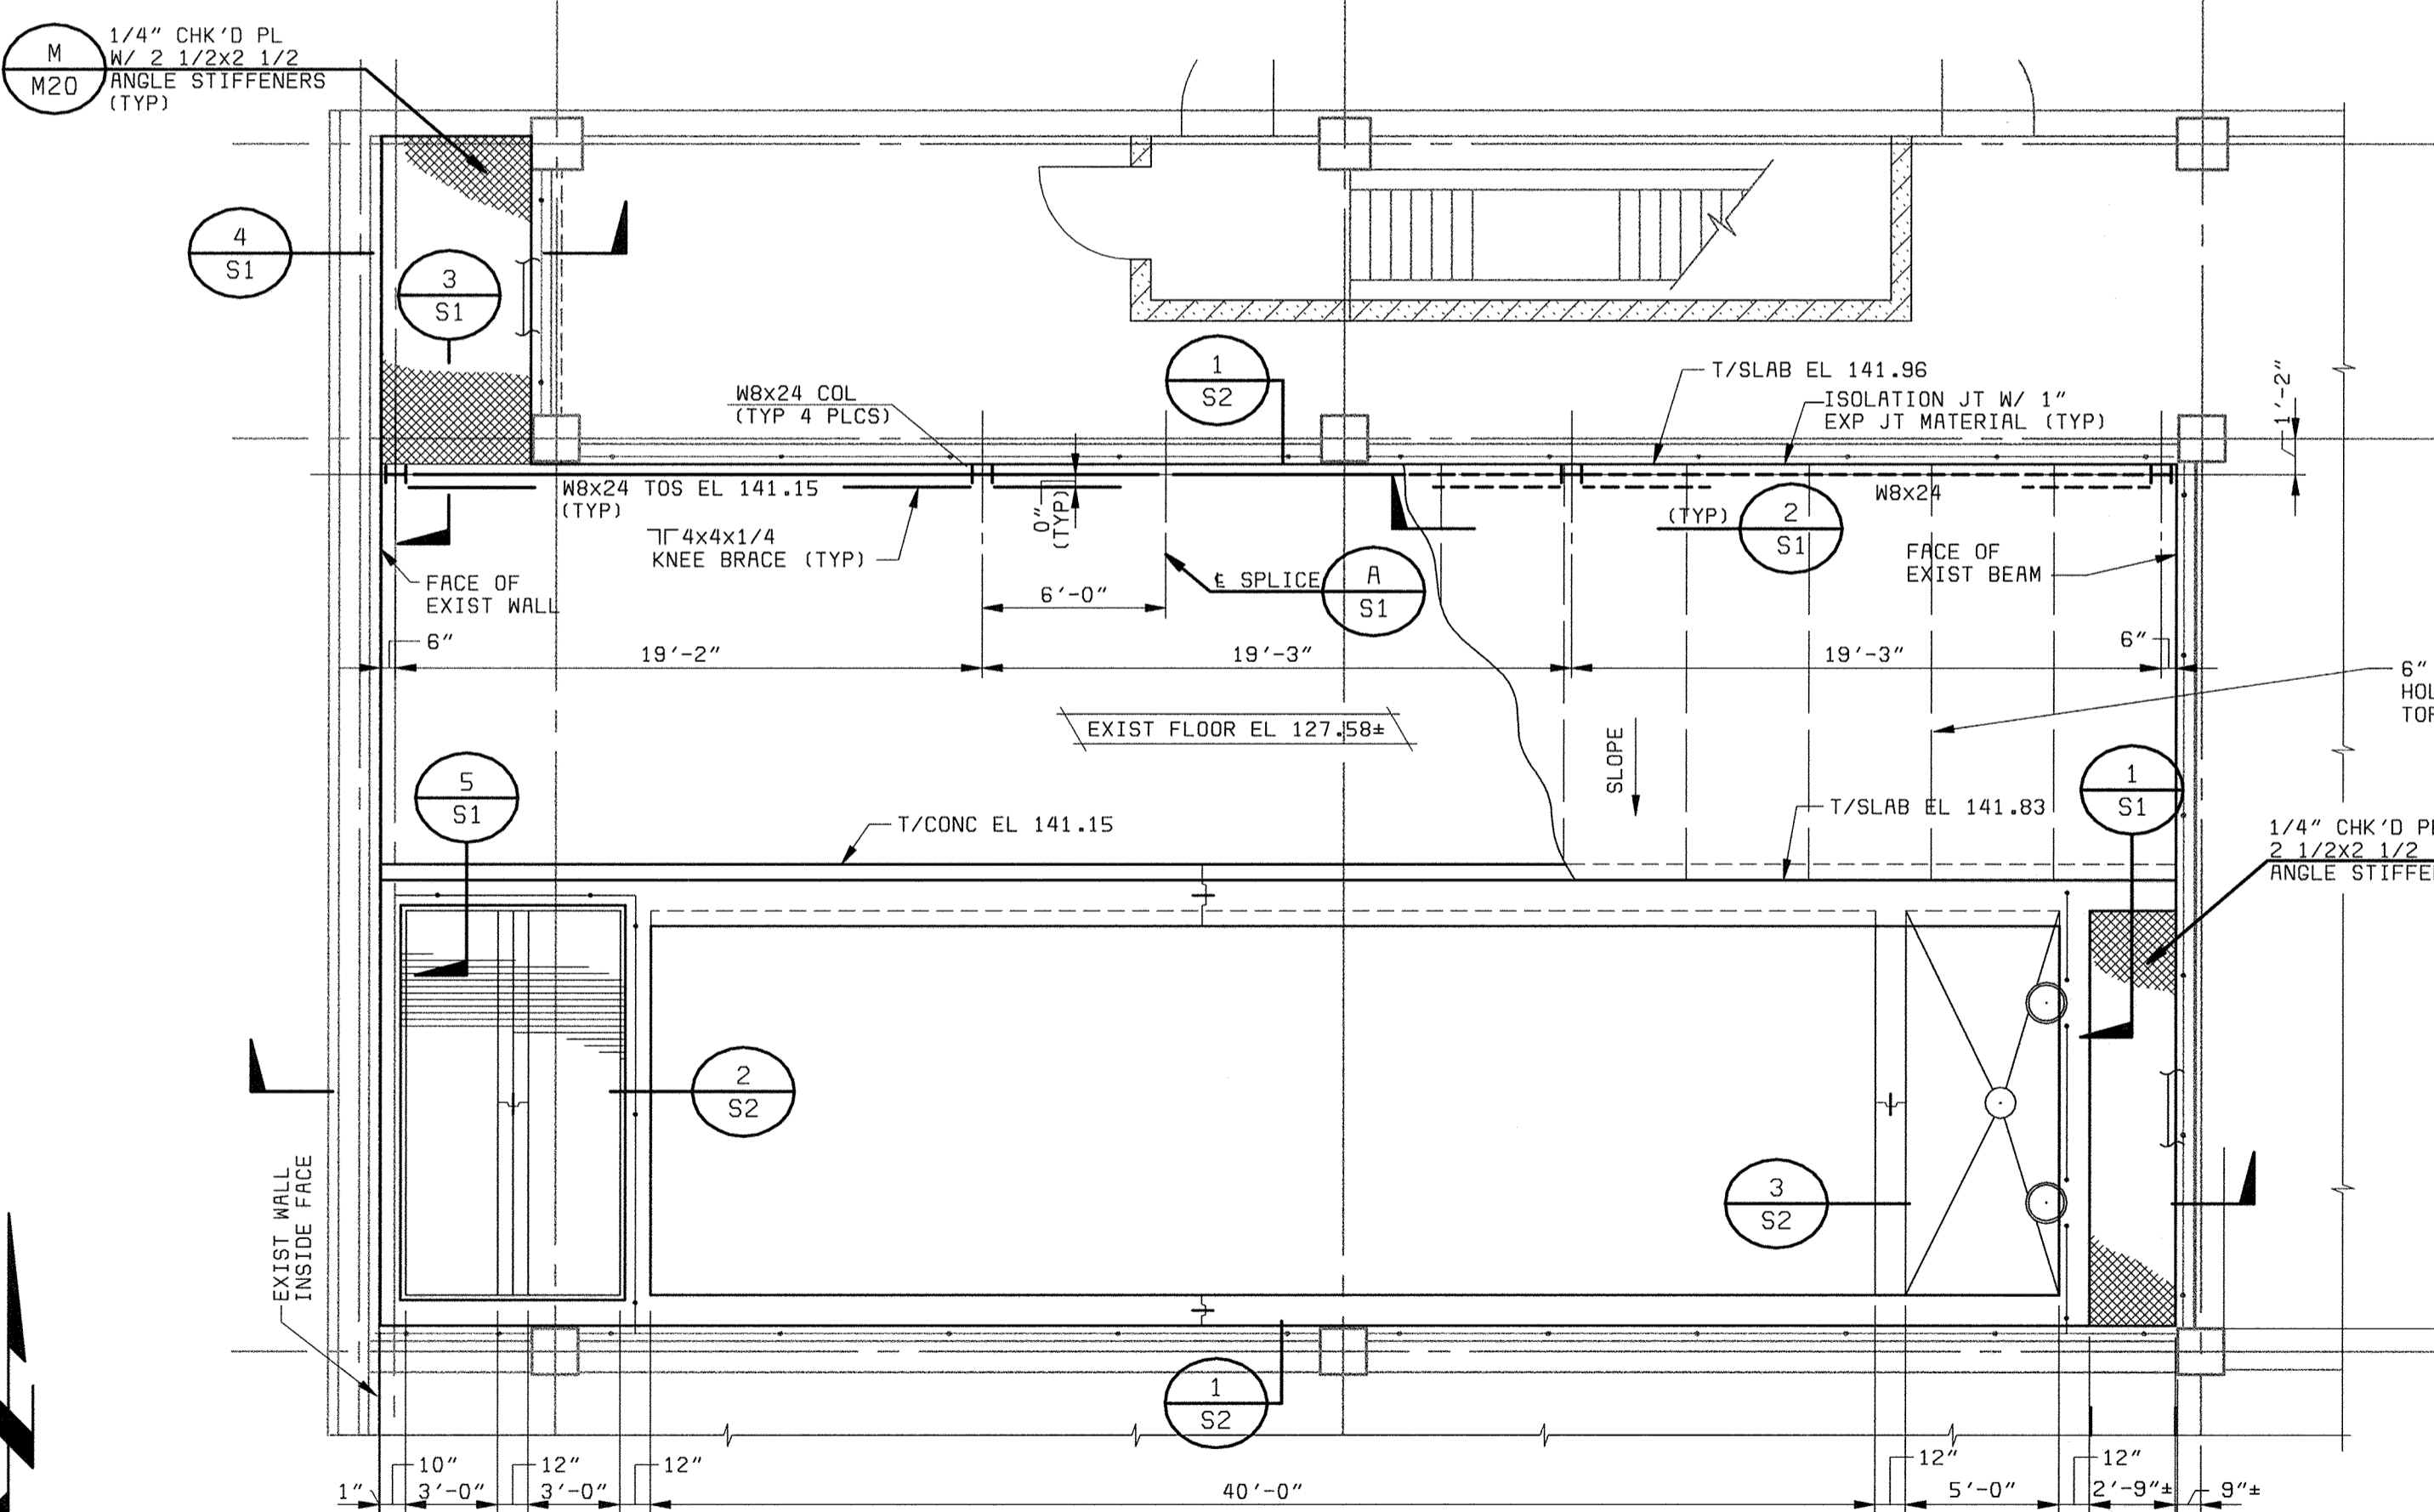 M
M20
1/4" CHK'D PL
W/ 2 1/2x2 1/2
ANGLE STIFFENERS
(TYP)
4
S1
3
S1
1
S2
W8x24 COL
(TYP 4 PLCS)
T/SLAB EL 141.96
ISOLATION JT W/ 1"
EXP JT MATERIAL (TYP)
1'-2"
W8x24 TOS EL 141.15
(TYP)
4x4x1/4
KNEE BRACE (TYP)
0"
(TYP)
W8x24
(TYP)
2
S1
FACE OF
EXIST BEAM
FACE OF
EXIST WALL
℄ SPLICE
A
S1
6'-0"
6"
19'-2"
19'-3"
19'-3"
6"
6"
HOL
TOP
EXIST FLOOR EL 127.58±
SLOPE
5
S1
T/CONC EL 141.15
T/SLAB EL 141.83
1
S1
1/4" CHK'D PL
2 1/2x2 1/2
ANGLE STIFFE
2
S2
3
S2
EXIST WALL
INSIDE FACE
1
S2
10"
12"
12"
12"
12"
1"
3'-0"
3'-0"
40'-0"
5'-0"
2'-9"±
9"±